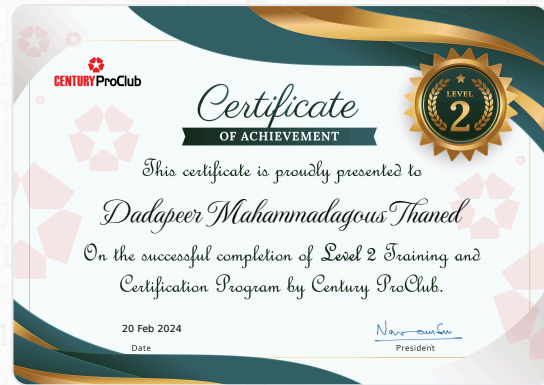 CENTURY ProClub
LEVEL
2
Certificate
OF ACHIEVEMENT
This certificate is proudly presented to
Dadapeer Mahammadagous Thaned
On the successful completion of Level 2 Training and
Certification Program by Century ProClub.
20 Feb 2024
Date
President